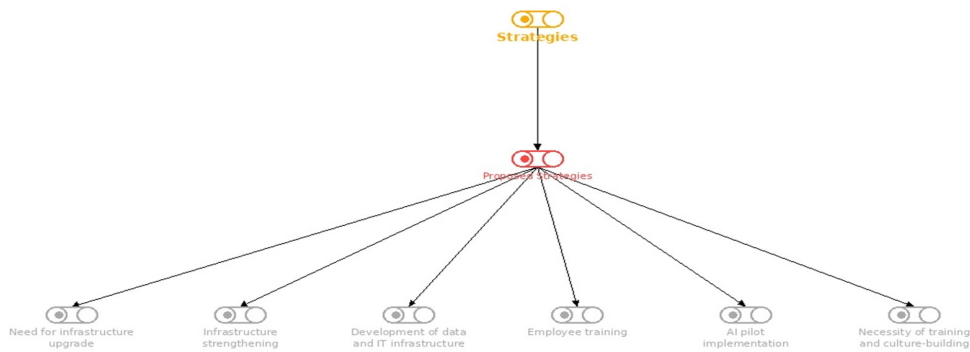 Strategies
Proposed Strategies
Need for infrastructure
upgrade
Infrastructure
strengthening
Development of data
and IT infrastructure
Employee training
AI pilot
implementation
Necessity of training
and culture-building